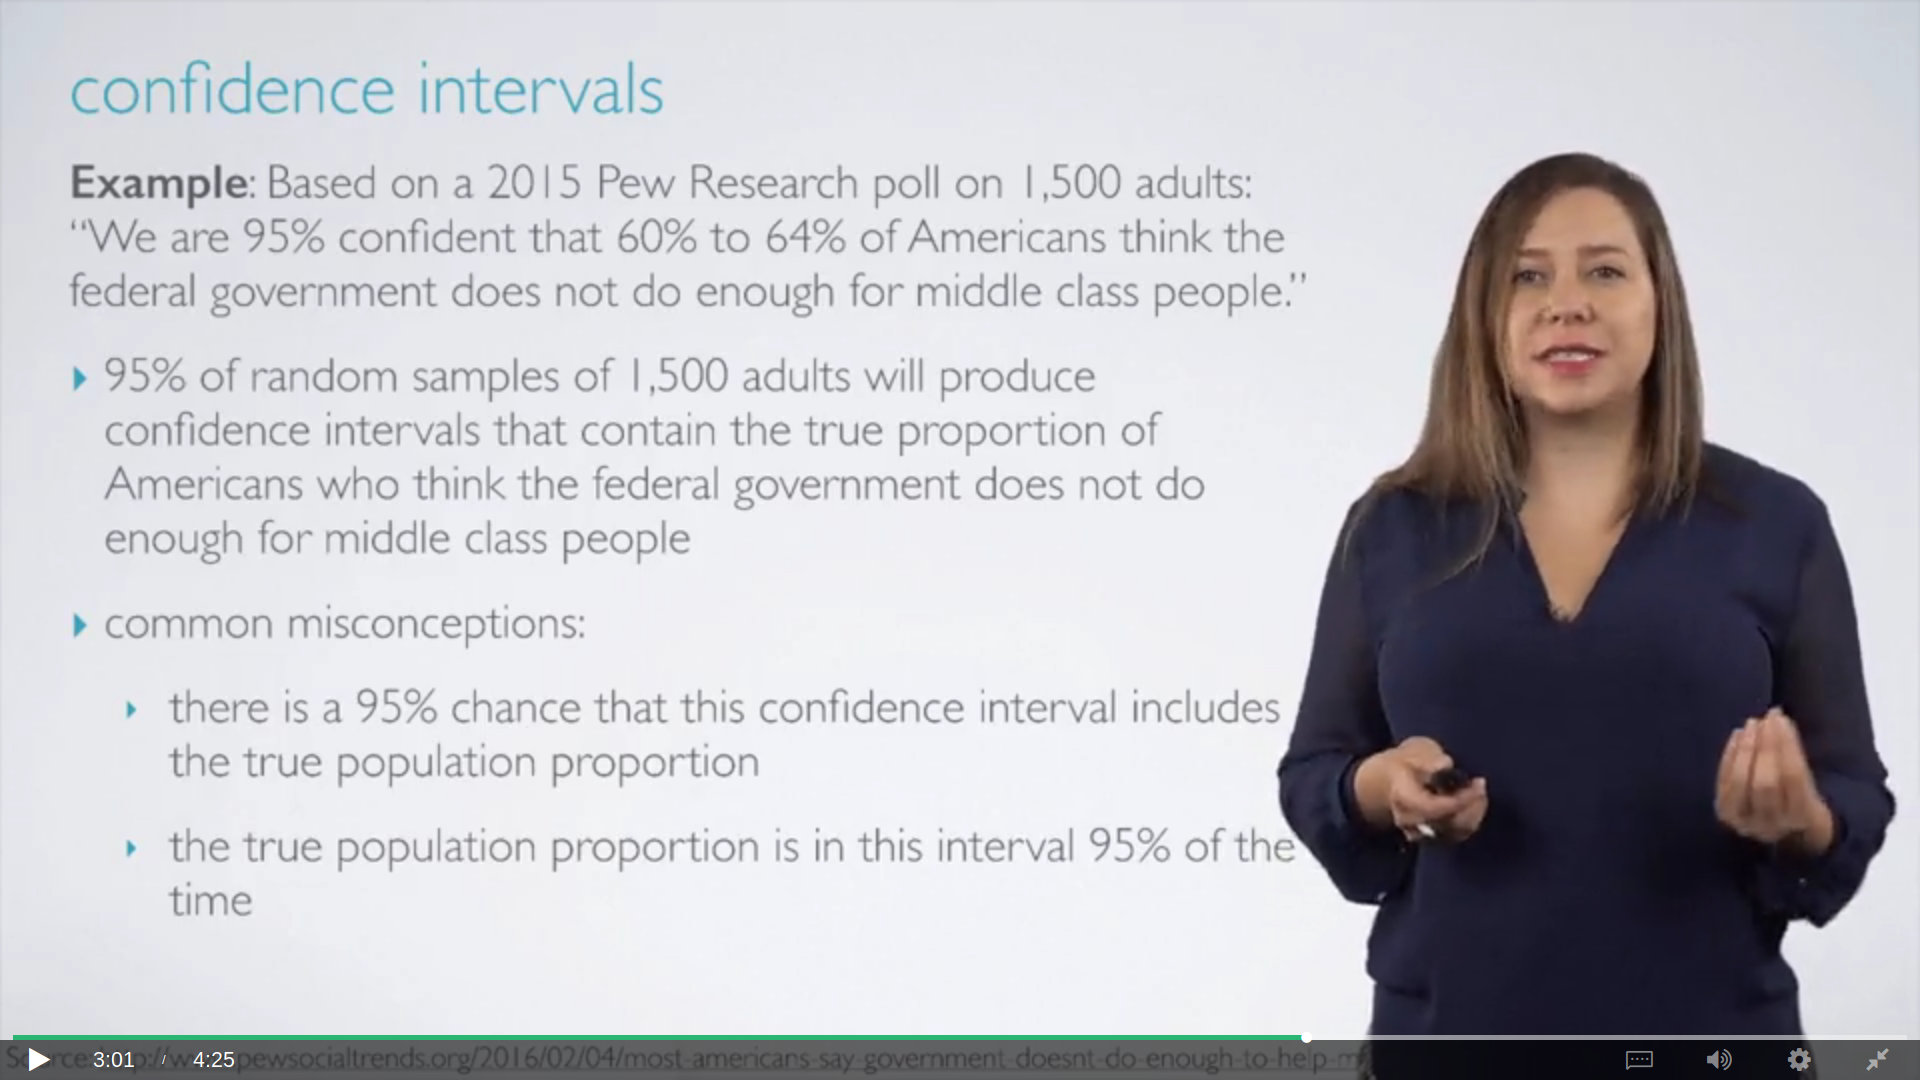 confidence intervals
Example: Based on a 2015 Pew Research poll on 1,500 adults:
“We are 95% confident that 60% to 64% of Americans think the
federal government does not do enough for middle class people.”
95% of random samples of 1,500 adults will produce
confidence intervals that contain the true proportion of
Americans who think the federal government does not do
enough for middle class people
common misconceptions:
there is a 95% chance that this confidence interval includes
the true population proportion
the true population proportion is in this interval 95% of the
time
3:01 / 4:25
pewsocialtrends.org/2016/02/04/most-americans-say-government-doesnt-do-enough-to-help-m